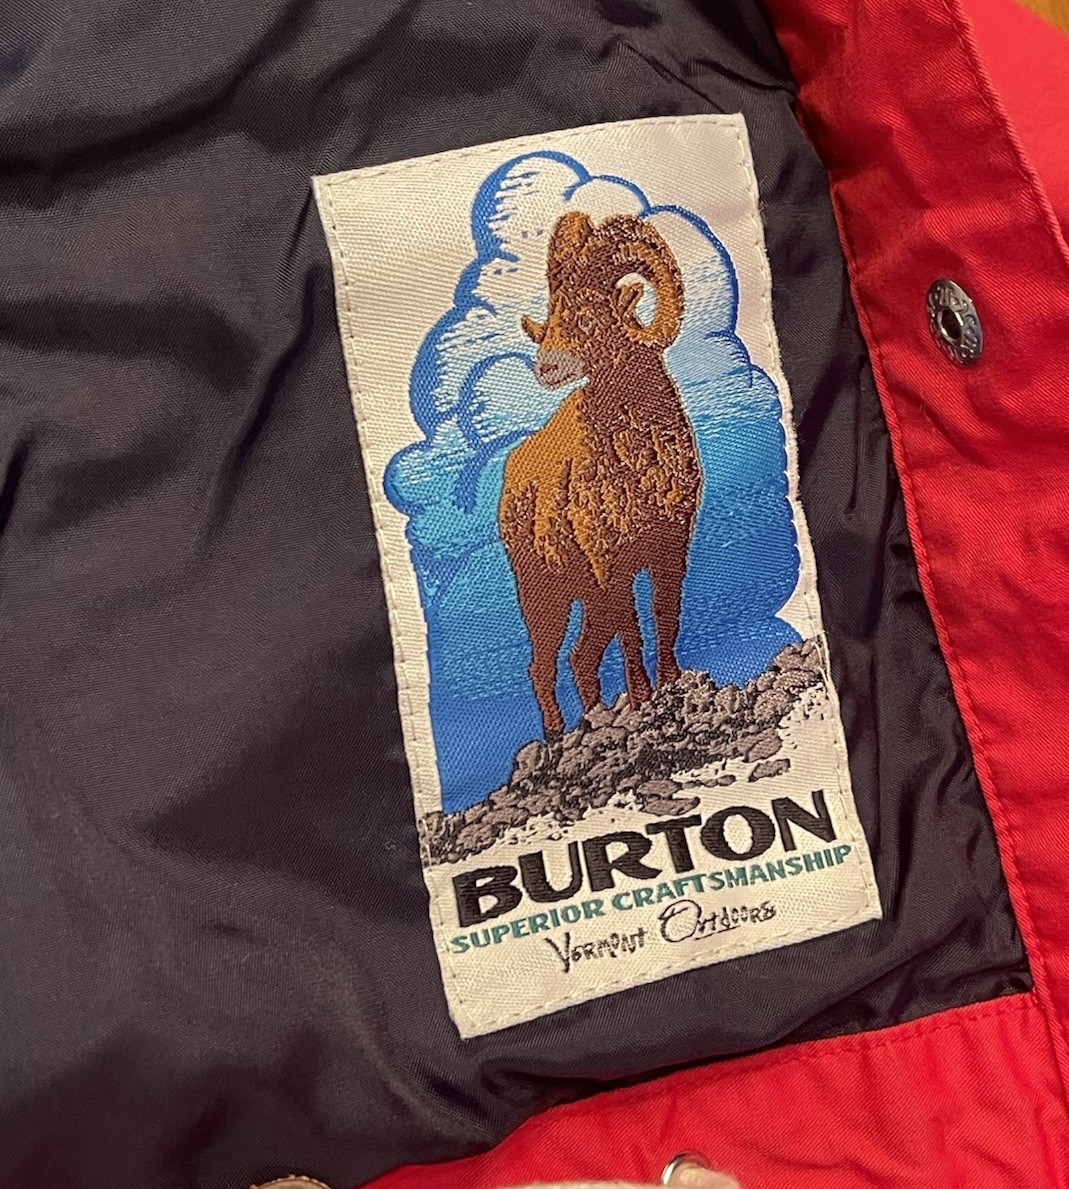 BURTON
SUPERIOR CRAFTSMANSHIP
Vermont Outdoors